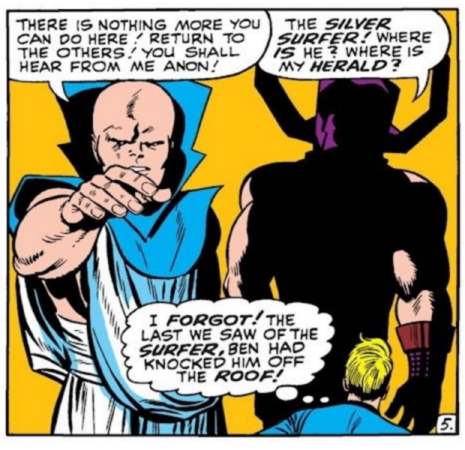 THERE IS NOTHING MORE YOU
CAN DO HERE! RETURN TO
THE OTHERS! YOU SHALL
HEAR FROM ME ANON!
THE SILVER
SURFER! WHERE
IS HE? WHERE IS
MY HERALD?
I FORGOT! THE
LAST WE SAW OF THE
SURFER, BEN HAD
KNOCKED HIM OFF
THE ROOF!
5.